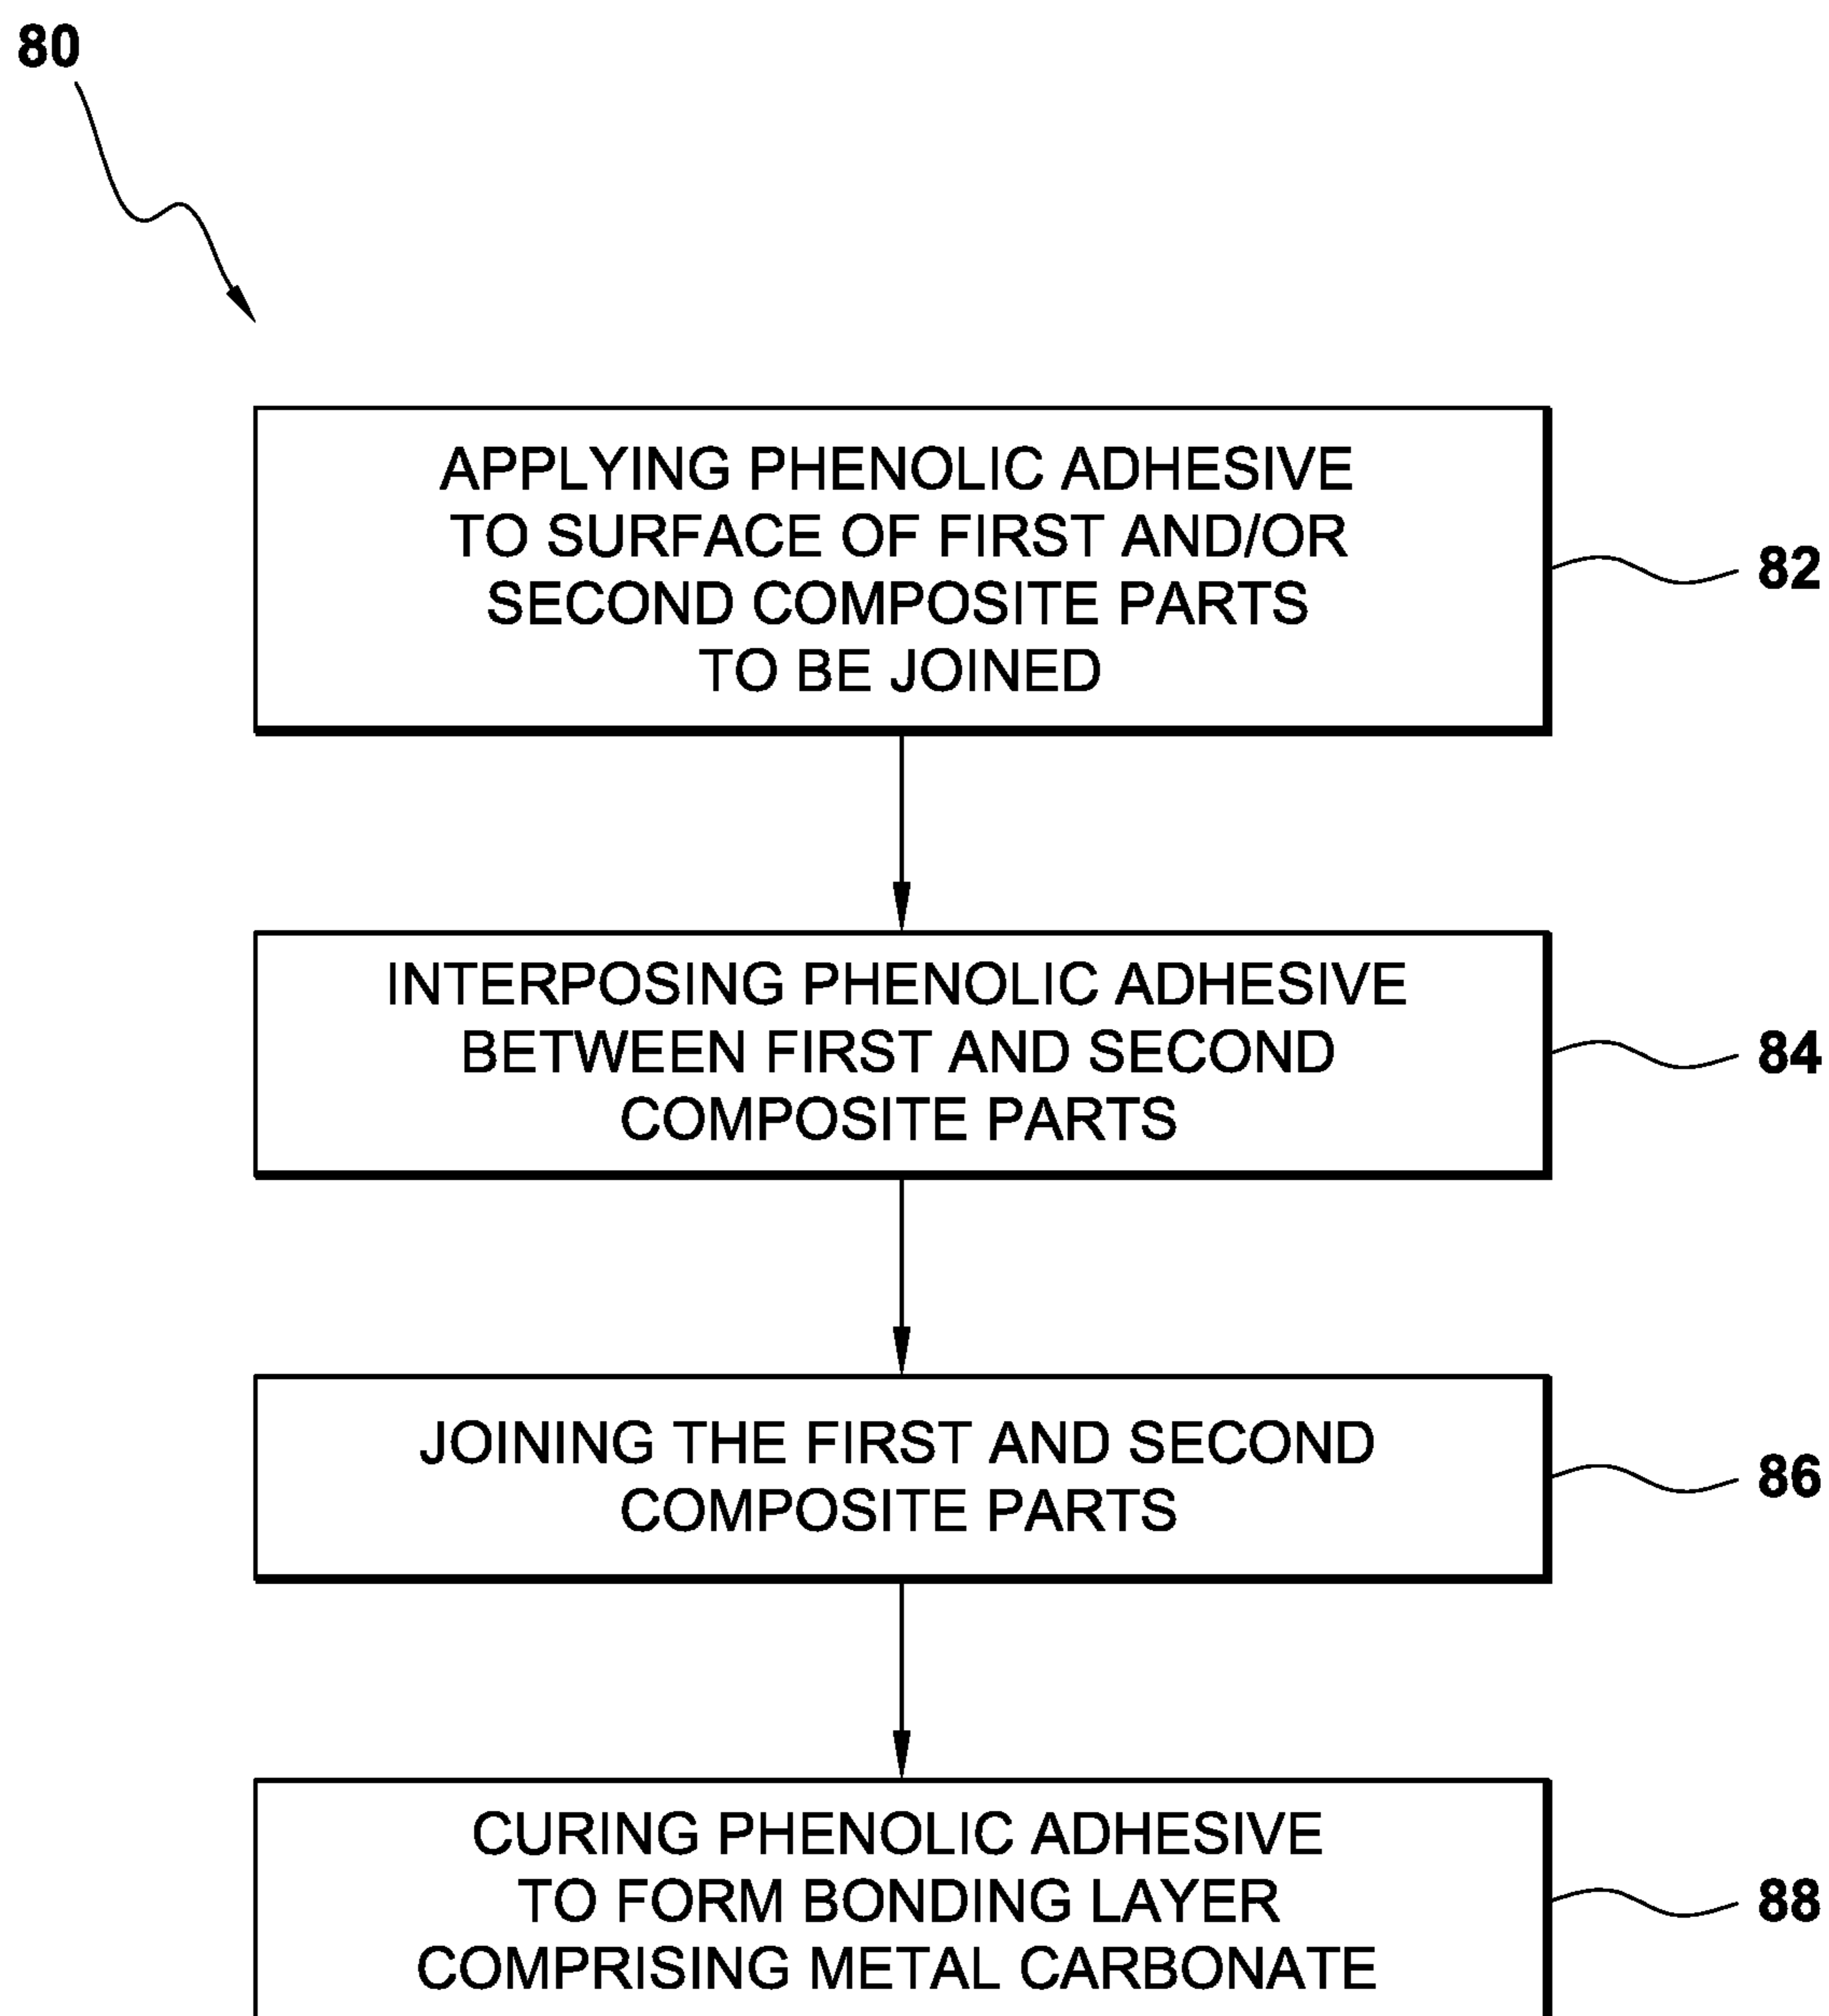 80
APPLYING PHENOLIC ADHESIVE
TO SURFACE OF FIRST AND/OR
SECOND COMPOSITE PARTS
TO BE JOINED
82
INTERPOSING PHENOLIC ADHESIVE
BETWEEN FIRST AND SECOND
COMPOSITE PARTS
84
JOINING THE FIRST AND SECOND
COMPOSITE PARTS
86
CURING PHENOLIC ADHESIVE
TO FORM BONDING LAYER
COMPRISING METAL CARBONATE
88